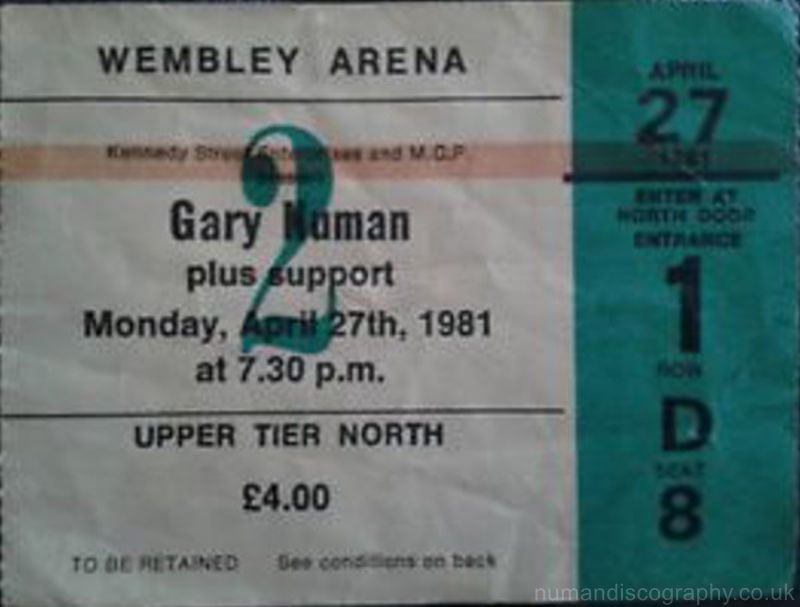 WEMBLEY ARENA
Kennedy Street Enterprises and M.C.P.
Gary Numan
plus support
Monday, April 27th, 1981
at 7.30 p.m.
UPPER TIER NORTH
£4.00
TO BE RETAINED See conditions on back
2
APRIL
27
1981
ENTER AT
NORTH DOOR
ENTRANCE
1
ROW
D
SEAT
8
numandiscography.co.uk